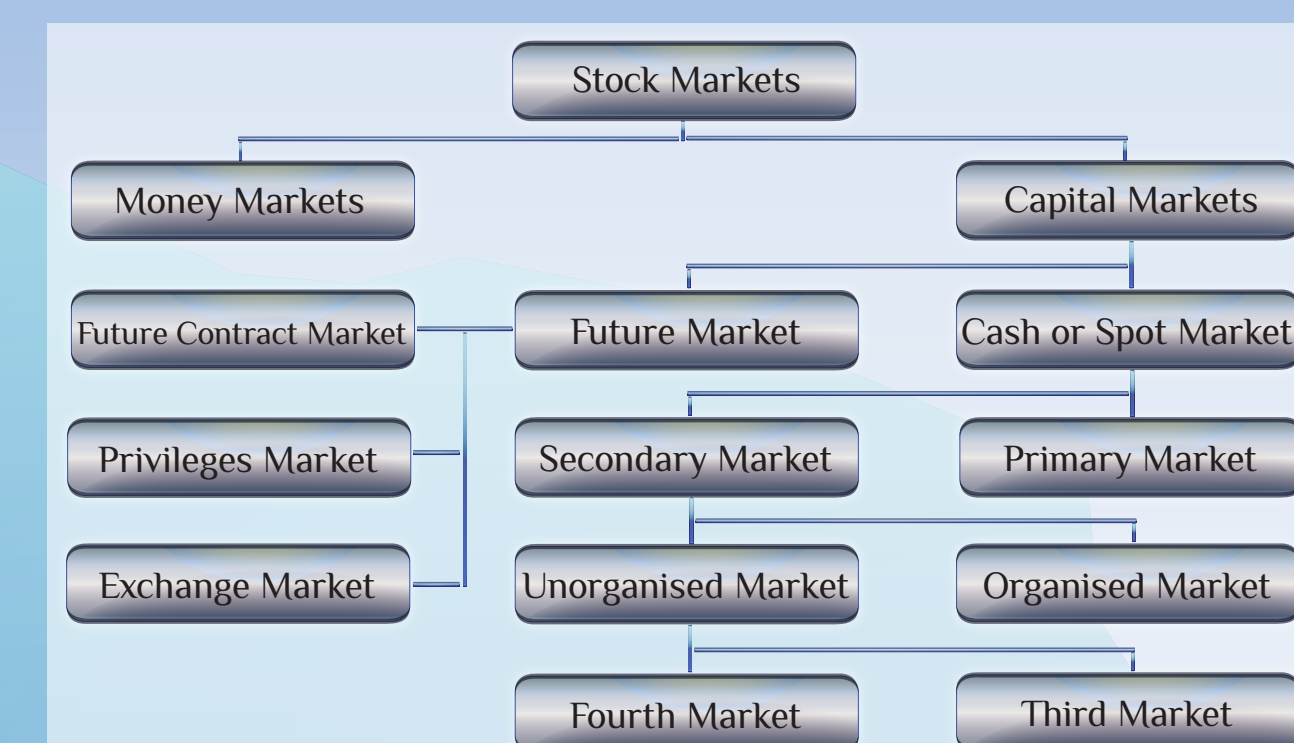 Stock Markets
Money Markets
Capital Markets
Future Contract Market
Future Market
Cash or Spot Market
Privileges Market
Secondary Market
Primary Market
Exchange Market
Unorganised Market
Organised Market
Fourth Market
Third Market